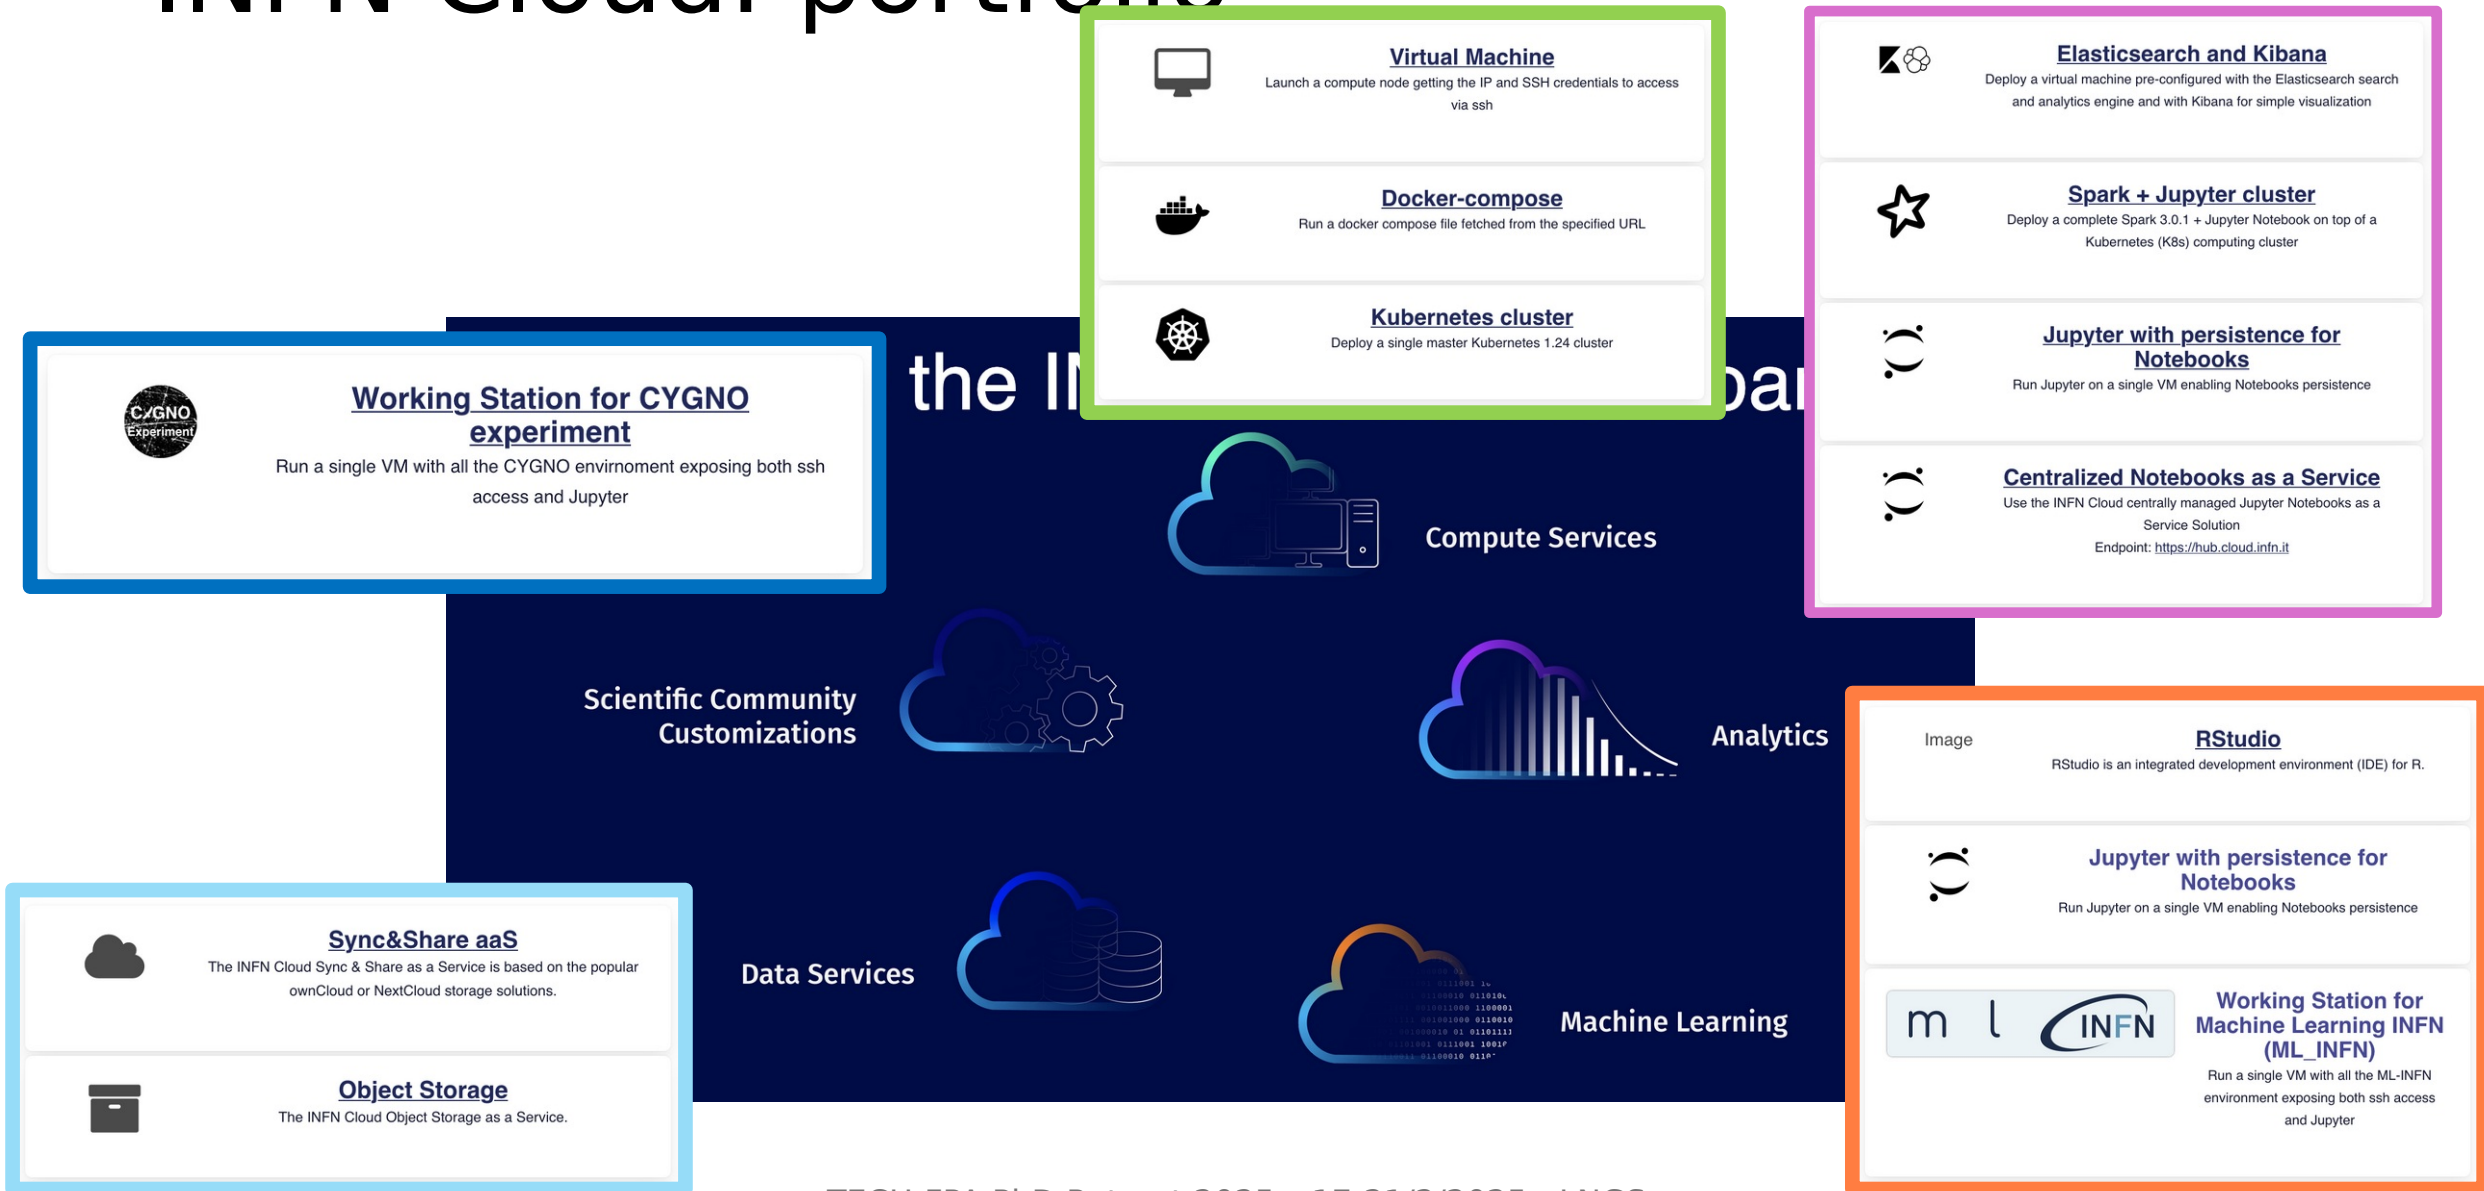 INFN Cloud: portfolio
Virtual Machine
Launch a compute node getting the IP and SSH credentials to access
via ssh
Docker-compose
Run a docker compose file fetched from the specified URL
Kubernetes cluster
Deploy a single master Kubernetes 1.24 cluster
Elasticsearch and Kibana
Deploy a virtual machine pre-configured with the Elasticsearch search
and analytics engine and with Kibana for simple visualization
Spark + Jupyter cluster
Deploy a complete Spark 3.0.1 + Jupyter Notebook on top of a
Kubernetes (K8s) computing cluster
Jupyter with persistence for
Notebooks
Run Jupyter on a single VM enabling Notebooks persistence
Centralized Notebooks as a Service
Use the INFN Cloud centrally managed Jupyter Notebooks as a
Service Solution
Endpoint: https://hub.cloud.infn.it
CYGNO
Experiment
Working Station for CYGNO
experiment
Run a single VM with all the CYGNO envirnoment exposing both ssh
access and Jupyter
the
Compute Services
Scientific Community
Customizations
Analytics
Data Services
Machine Learning
Image
RStudio
RStudio is an integrated development environment (IDE) for R.
Jupyter with persistence for
Notebooks
Run Jupyter on a single VM enabling Notebooks persistence
m l INFN
Working Station for
Machine Learning INFN
(ML_INFN)
Run a single VM with all the ML-INFN
environment exposing both ssh access
and Jupyter
Sync&Share aaS
The INFN Cloud Sync & Share as a Service is based on the popular
ownCloud or NextCloud storage solutions.
Object Storage
The INFN Cloud Object Storage as a Service.